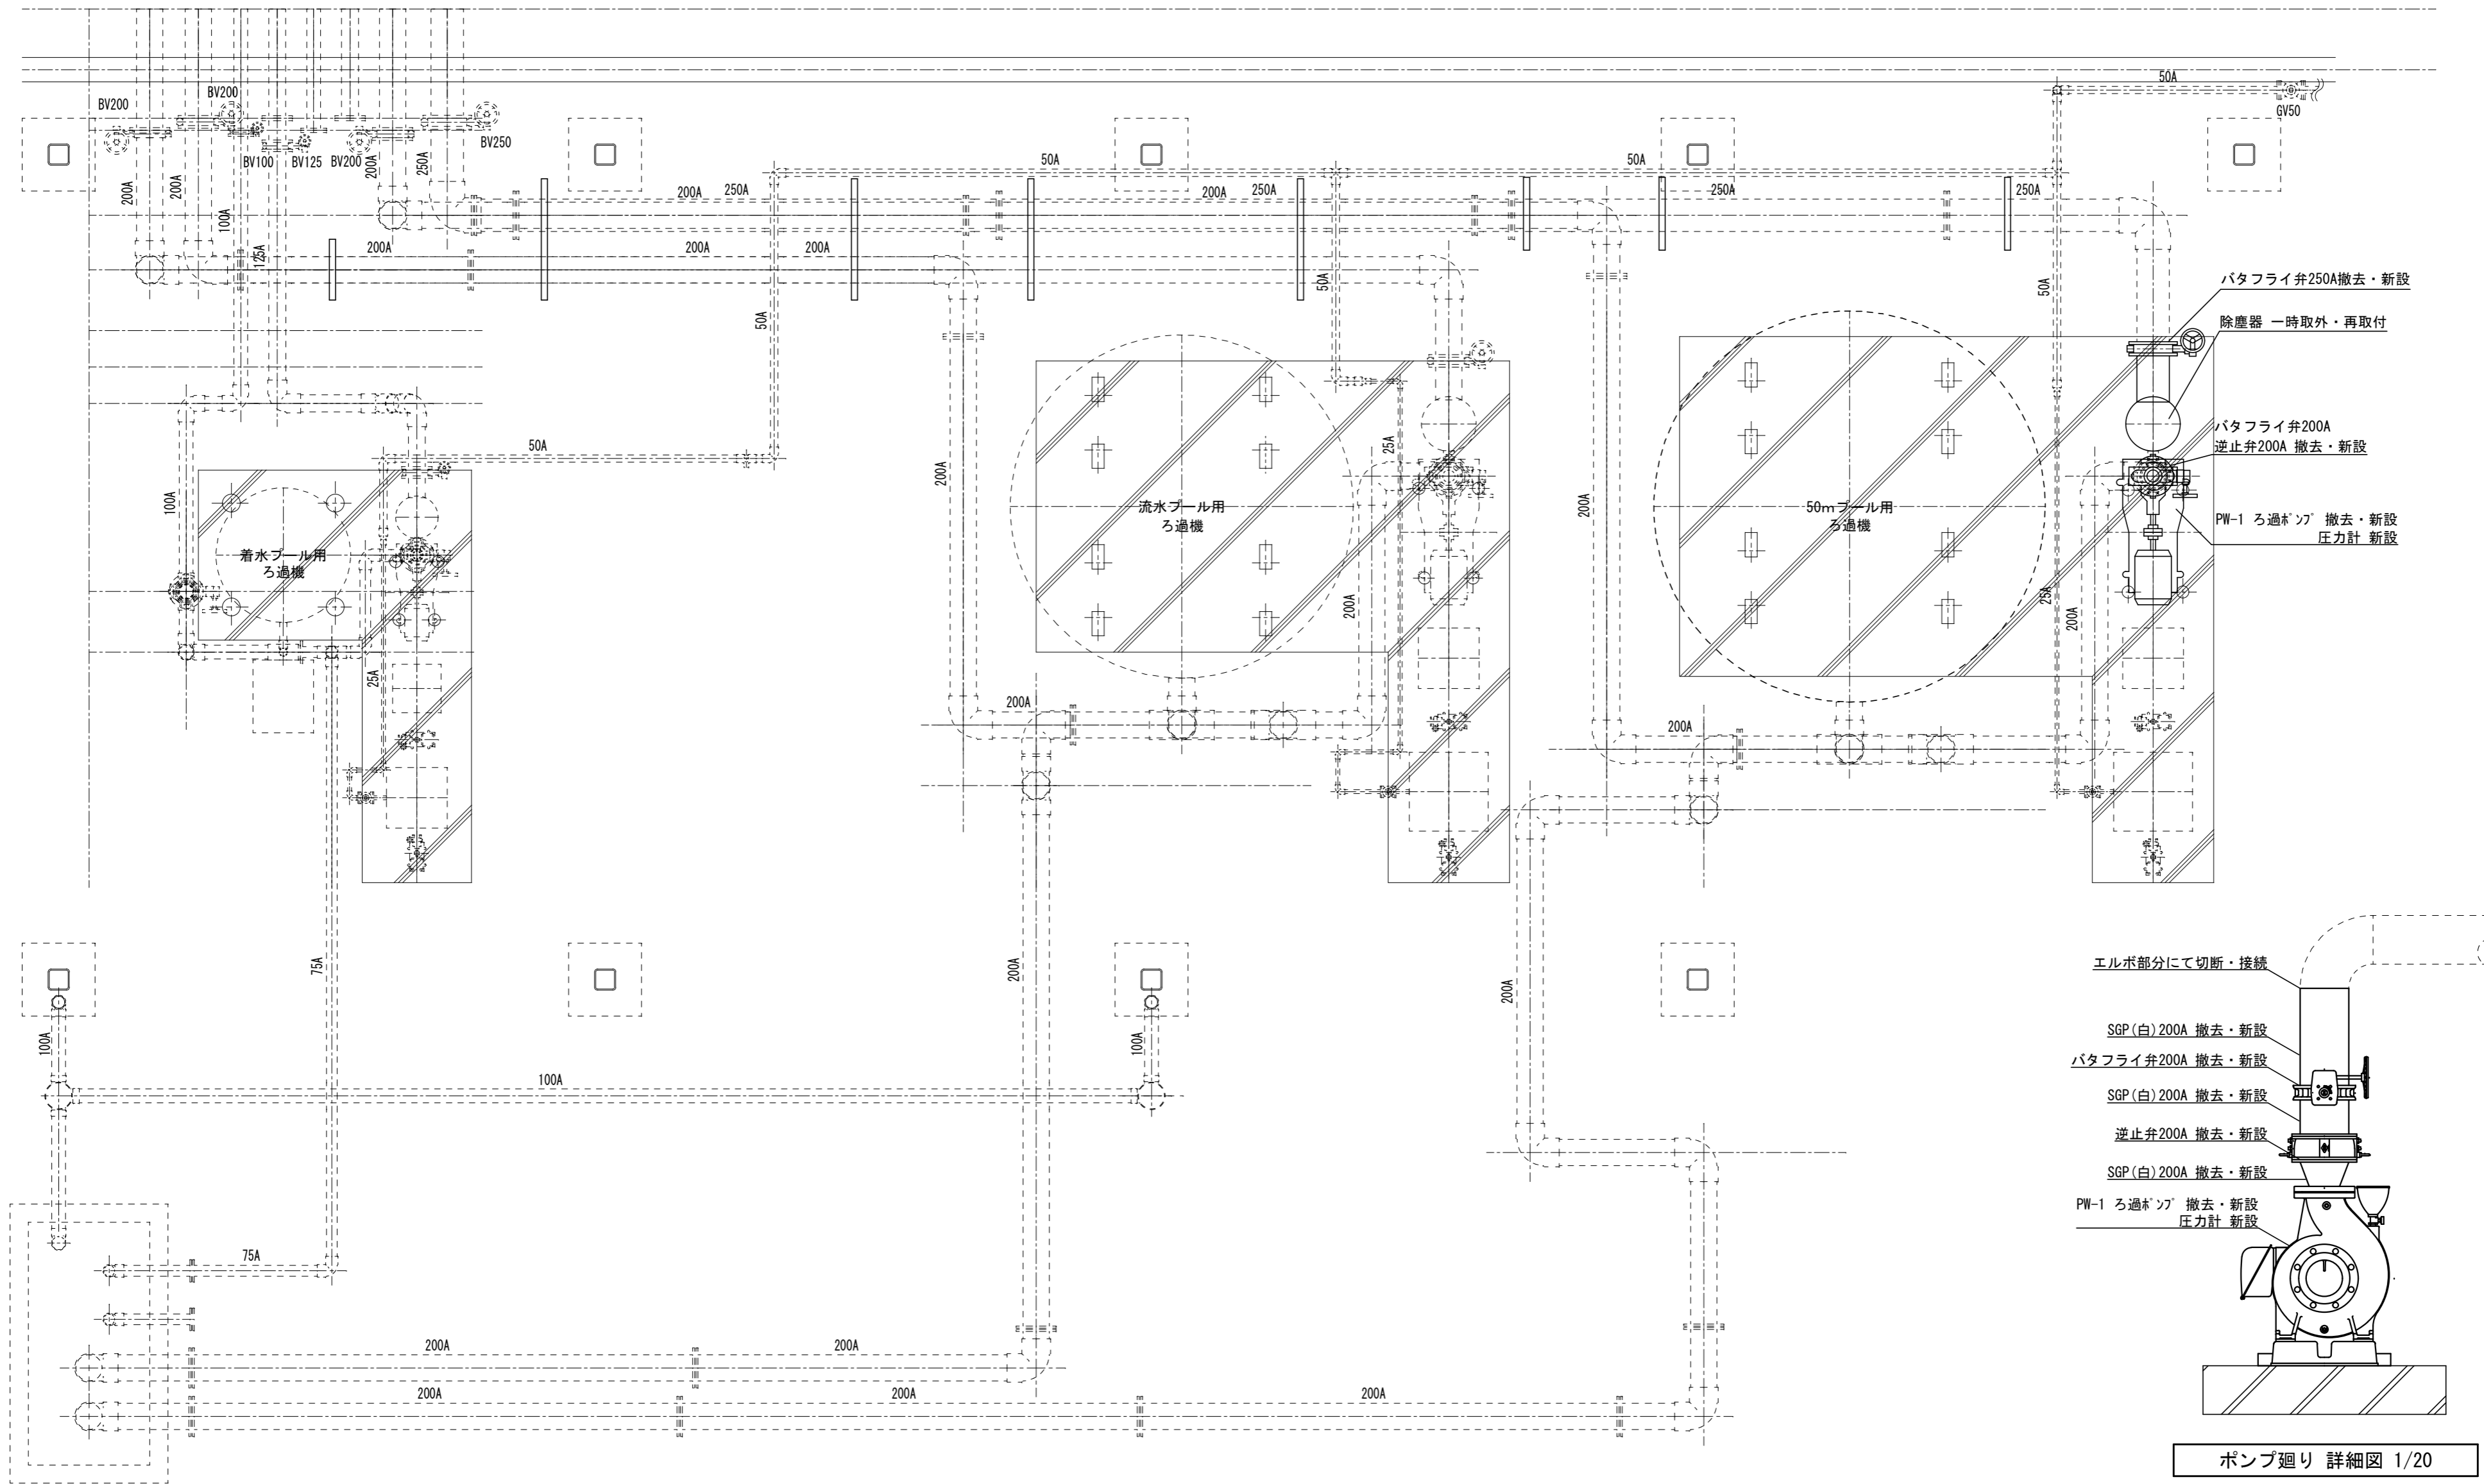 50A
BV200
BV200
GV50
BV250
BV100
BV125
BV200
200A
250A
50A
50A
200A
200A
100A
125A
200A
250A
200A
250A
250A
250A
200A
200A
200A
50A
50A
50A
バタフライ弁250A撤去・新設
除塵器 一時取外・再取付
バタフライ弁200A
逆止弁200A 撤去・新設
50A
25A
100A
200A
200A
流水プール用
ろ過機
50mプール用
ろ過機
PW-1 ろ過ポンプ 撤去・新設
圧力計 新設
着水プール用
ろ過機
200A
25A
200A
25A
200A
200A
75A
200A
200A
エルボ部分にて切断・接続
100A
100A
SGP(白)200A 撤去・新設
バタフライ弁200A 撤去・新設
100A
SGP(白)200A 撤去・新設
逆止弁200A 撤去・新設
SGP(白)200A 撤去・新設
PW-1 ろ過ポンプ 撤去・新設
圧力計 新設
75A
200A
200A
200A
200A
200A
ポンプ廻り 詳細図 1/20